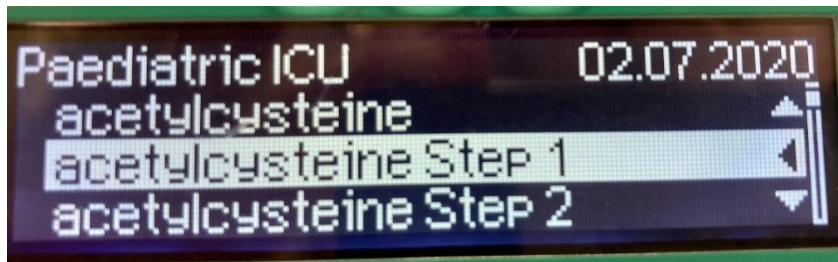 Paediatric ICU 02.07.2020
acetylcysteine
acetylcysteine Step 1
acetylcysteine Step 2